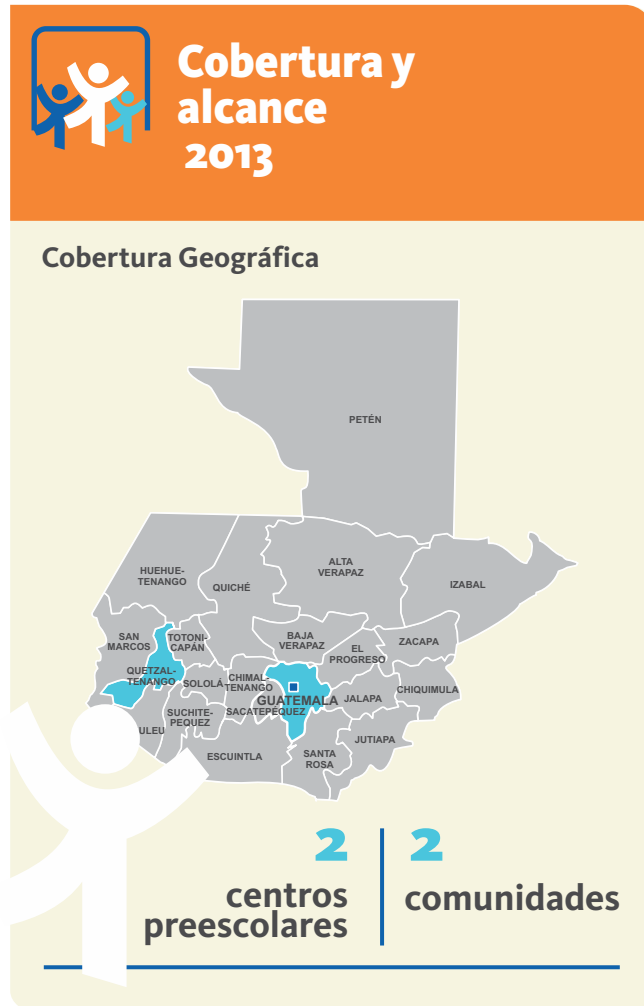 Cobertura y
alcance
2013
Cobertura Geográfica
PETÉN
HUEHUE-
TENANGO
QUICHÉ
ALTA
VERAPAZ
IZABAL
SAN
MARCOS
TOTONI-
CAPÁN
BAJA
VERAPAZ
EL
PROGRESO
ZACAPA
QUETZAL-
TENANGO
SOLOLÁ
CHIMAL-
TENANGO
GUATEMALA
JALAPA
CHIQUIMULA
SACATEPÉQUEZ
SUCHITE-
PEQUEZ
ULEU
ESCUINTLA
SANTA
ROSA
JUTIAPA
2
centros
preescolares
2
comunidades